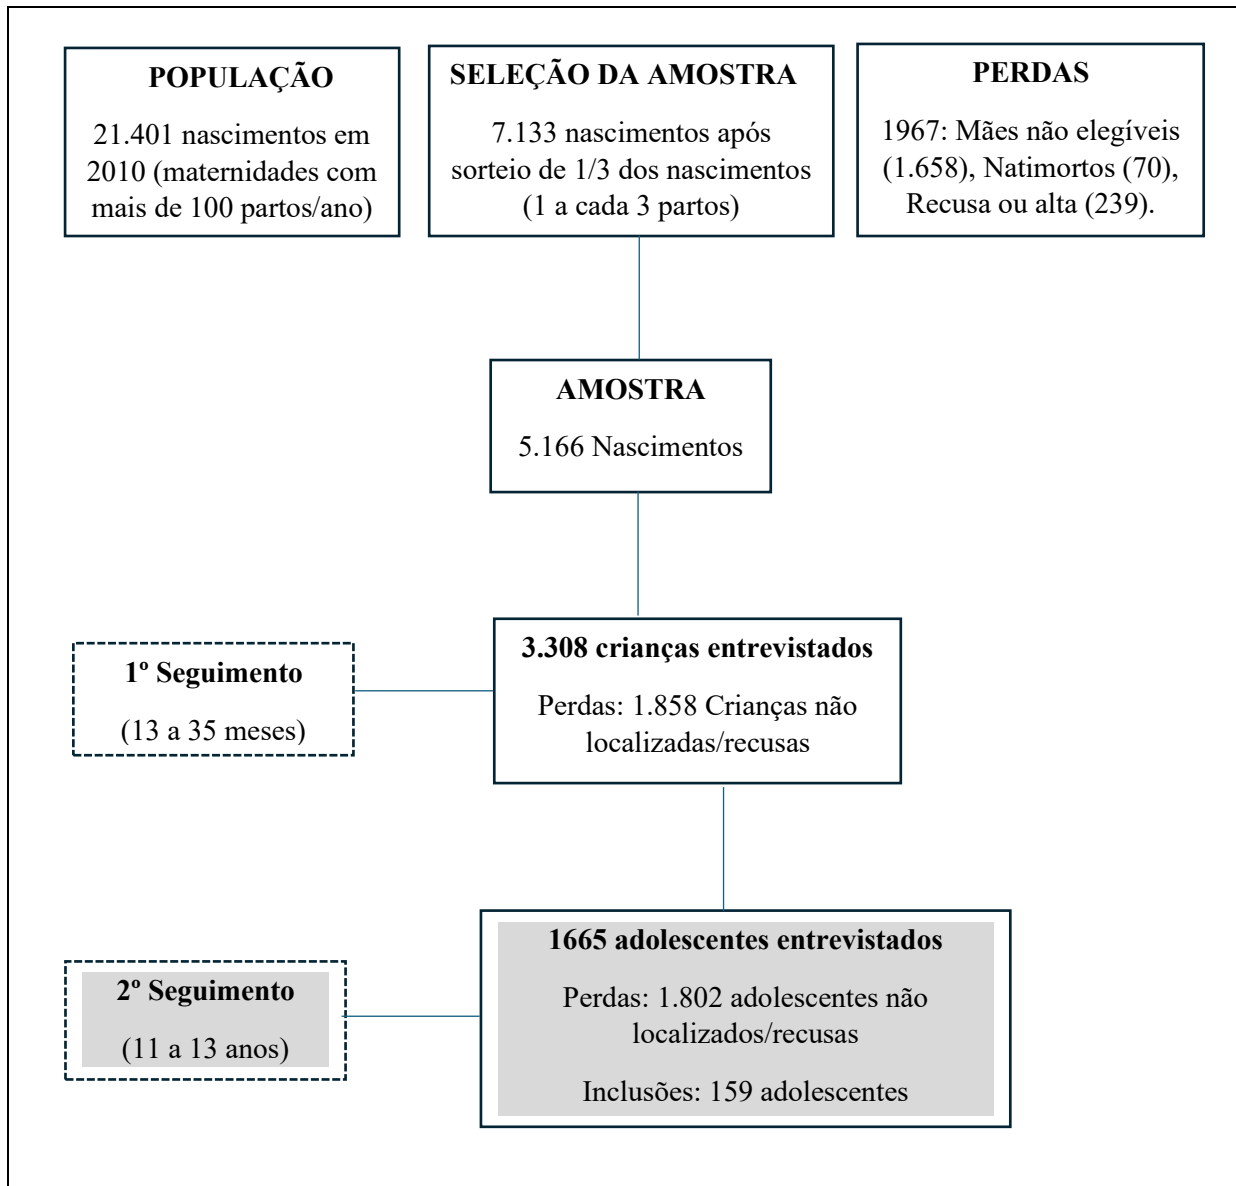 POPULAÇÃO
21.401 nascimentos em
2010 (maternidades com
mais de 100 partos/ano)
SELEÇÃO DA AMOSTRA
7.133 nascimentos após
sorteio de 1/3 dos nascimentos
(1 a cada 3 partos)
PERDAS
1967: Mães não elegíveis
(1.658), Natimortos (70),
Recusa ou alta (239).
AMOSTRA
5.166 Nascimentos
1º Seguimento
(13 a 35 meses)
3.308 crianças entrevistados
Perdas: 1.858 Crianças não
localizadas/recusas
2º Seguimento
(11 a 13 anos)
1665 adolescentes entrevistados
Perdas: 1.802 adolescentes não
localizados/recusas
Inclusões: 159 adolescentes